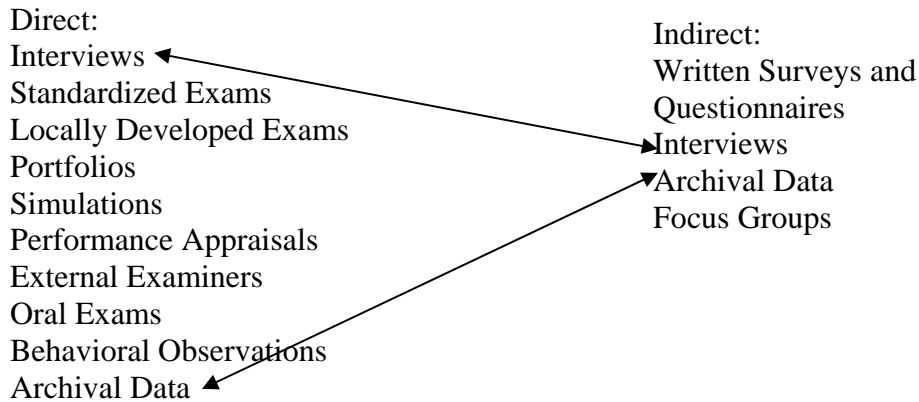 Direct:
Interviews
Standardized Exams
Locally Developed Exams
Portfolios
Simulations
Performance Appraisals
External Examiners
Oral Exams
Behavioral Observations
Archival Data
Indirect:
Written Surveys and
Questionnaires
Interviews
Archival Data
Focus Groups